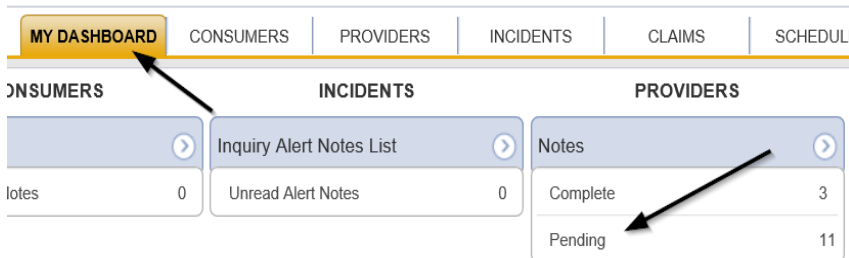 MY DASHBOARD CONSUMERS PROVIDERS INCIDENTS CLAIMS SCHEDUL
ONSUMERS INCIDENTS PROVIDERS
Inquiry Alert Notes List Notes
lotes 0 Unread Alert Notes 0 Complete 3
Pending 11